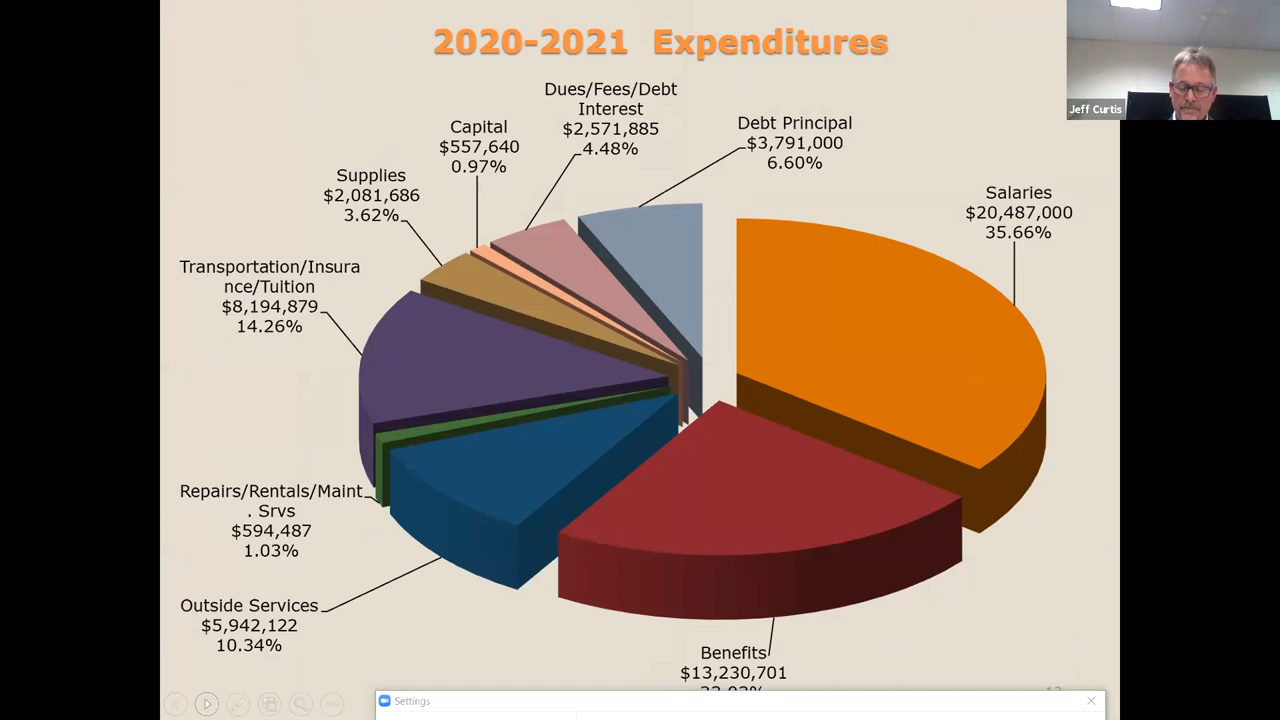 2020-2021 Expenditures
Jeff Curtis
Dues/Fees/Debt
Interest
$2,571,885
4.48%
Debt Principal
$3,791,000
6.60%
Capital
$557,640
0.97%
Supplies
$2,081,686
3.62%
Salaries
$20,487,000
35.66%
Transportation/Insura
nce/Tuition
$8,194,879
14.26%
Repairs/Rentals/Maint
. Srvs
$594,487
1.03%
Outside Services
$5,942,122
10.34%
Benefits
$13,230,701
Settings